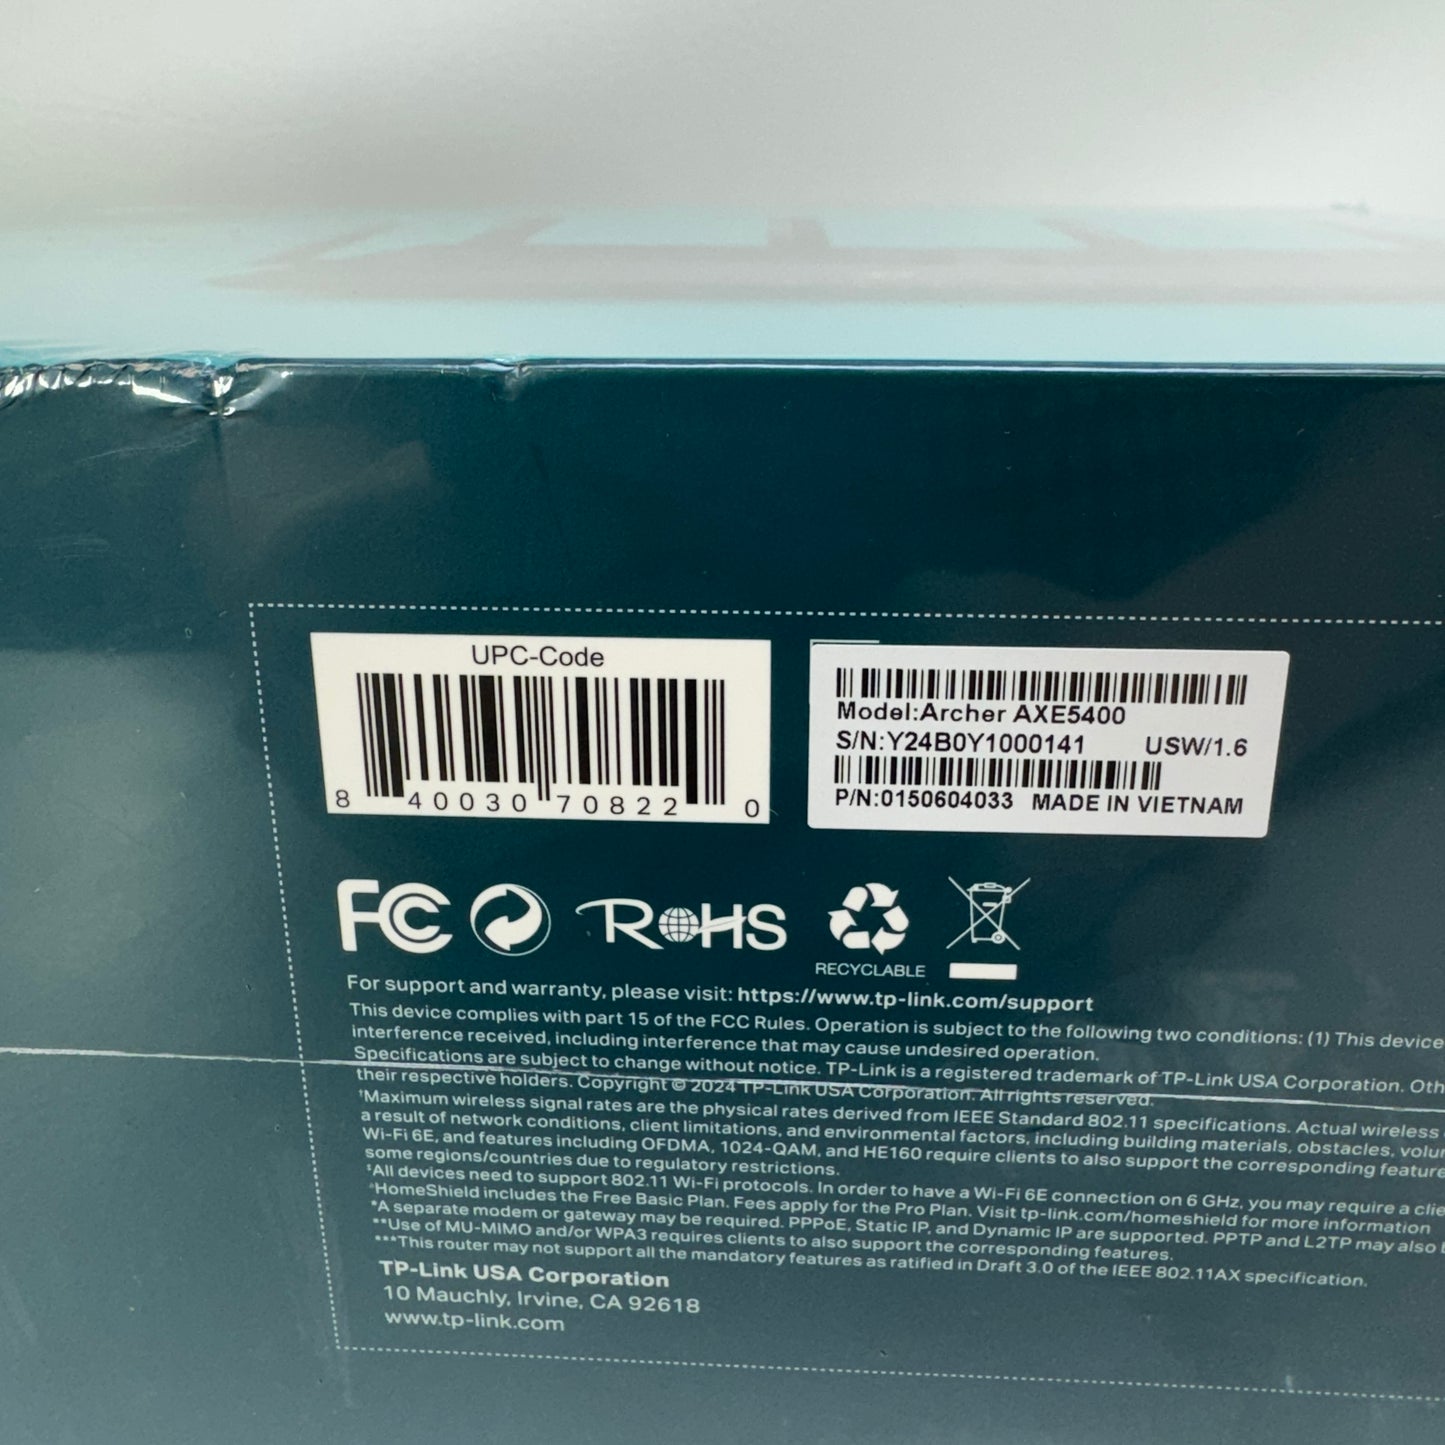 UPC-Code
8 40030 70822 0
Model:Archer AXE5400
S/N:Y24B0Y1000141 USW/1.6
P/N:0150604033 MADE IN VIETNAM
FC RoHS
RECYCLABLE
For support and warranty, please visit: https://www.tp-link.com/support
This device complies with part 15 of the FCC Rules. Operation is subject to the following two conditions: (1) This device
interference received, including interference that may cause undesired operation.
Specifications are subject to change without notice. TP-Link is a registered trademark of TP-Link USA Corporation. Oth
their respective holders. Copyright © 2024 TP-Link USA Corporation. All rights reserved.
†Maximum wireless signal rates are the physical rates derived from IEEE Standard 802.11 specifications. Actual wireless
a result of network conditions, client limitations, and environmental factors, including building materials, obstacles, volu
Wi-Fi 6E, and features including OFDMA, 1024-QAM, and HE160 require clients to also support the corresponding feature
some regions/countries due to regulatory restrictions.
‡All devices need to support 802.11 Wi-Fi protocols. In order to have a Wi-Fi 6E connection on 6 GHz, you may require a clie
^HomeShield includes the Free Basic Plan. Fees apply for the Pro Plan. Visit tp-link.com/homeshield for more information
*A separate modem or gateway may be required. PPPoE, Static IP, and Dynamic IP are supported. PPTP and L2TP may also
**Use of MU-MIMO and/or WPA3 requires clients to also support the corresponding features.
***This router may not support all the mandatory features as ratified in Draft 3.0 of the IEEE 802.11AX specification.
TP-Link USA Corporation
10 Mauchly, Irvine, CA 92618
www.tp-link.com